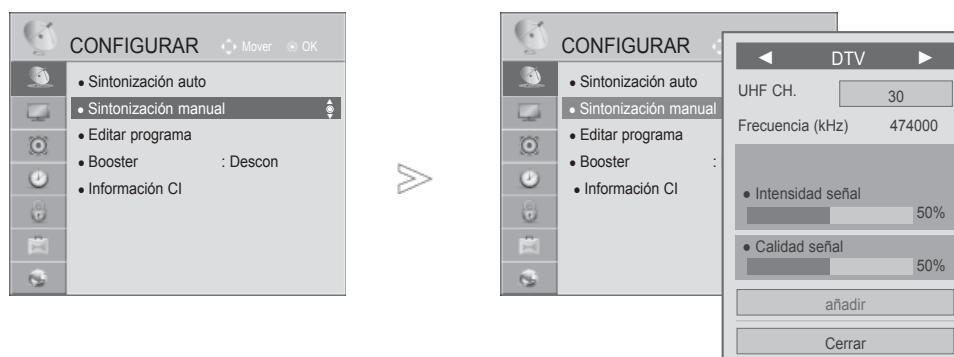 CONFIGURAR Mover OK
• Sintonización auto
• Sintonización manual
• Editar programa
• Booster : Descon
• Información CI
CONFIGURAR
• Sintonización auto
• Sintonización manual
• Editar programa
• Booster :
• Información CI
◄ DTV ►
UHF CH. 30
Frecuencia (kHz) 474000
• Intensidad señal
50%
• Calidad señal
50%
añadir
Cerrar